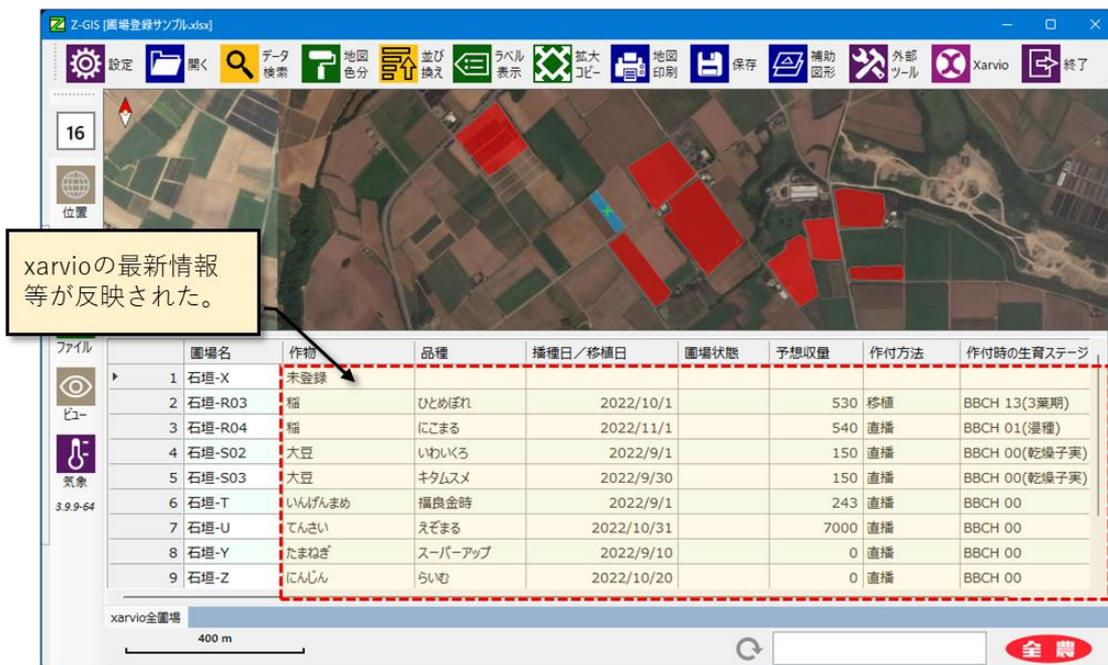 Z-GIS [圃場登録サンプル.xlsx]
設定 開く データ検索 地図色分 並び換え ラベル表示 拡大コピー 地図印刷 保存 補助図形 外部ツール Xarvio 終了
16
位置
xarvioの最新情報
等が反映された。
ファイル
ビュー
気象
3.9.9-64
圃場名 作物 品種 播種日／移植日 圃場状態 予想収量 作付方法 作付時の生育ステージ
1 石垣-X 未登録
2 石垣-R03 稲 ひとめぼれ 2022/10/1 530 移植 BBCH 13(3葉期)
3 石垣-R04 稲 にこまる 2022/11/1 540 直播 BBCH 01(浸種)
4 石垣-S02 大豆 いわいくろ 2022/9/1 150 直播 BBCH 00(乾燥子実)
5 石垣-S03 大豆 キタムスメ 2022/9/30 150 直播 BBCH 00(乾燥子実)
6 石垣-T いんげんまめ 福良金時 2022/9/1 243 直播 BBCH 00
7 石垣-U てんさい えぞまる 2022/10/31 7000 直播 BBCH 00
8 石垣-Y たまねぎ スーパーアップ 2022/9/10 0 直播 BBCH 00
9 石垣-Z にんじん らいむ 2022/10/20 0 直播 BBCH 00
xarvio全圃場
400 m
全農